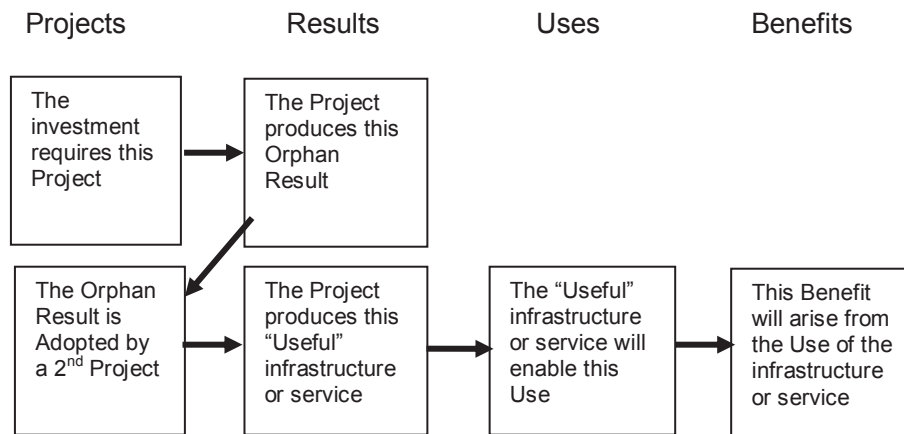 Projects Results Uses Benefits
The
investment
requires this
Project
The Project
produces this
Orphan
Result
The Orphan
Result is
Adopted by
a 2nd Project
The Project
produces this
“Useful”
infrastructure
or service
The “Useful”
infrastructure
or service will
enable this
Use
This Benefit
will arise from
the Use of the
infrastructure
or service